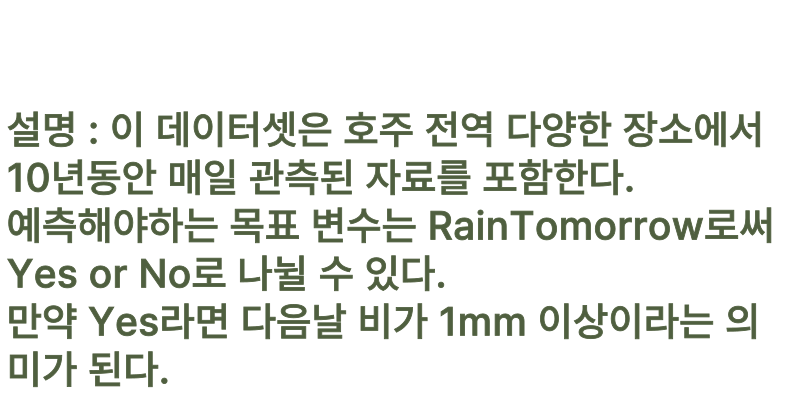 설명 : 이 데이터셋은 호주 전역 다양한 장소에서
10년동안 매일 관측된 자료를 포함한다.
예측해야하는 목표 변수는 RainTomorrow로써
Yes or No로 나뉠 수 있다.
만약 Yes라면 다음날 비가 1mm 이상이라는 의
미가 된다.